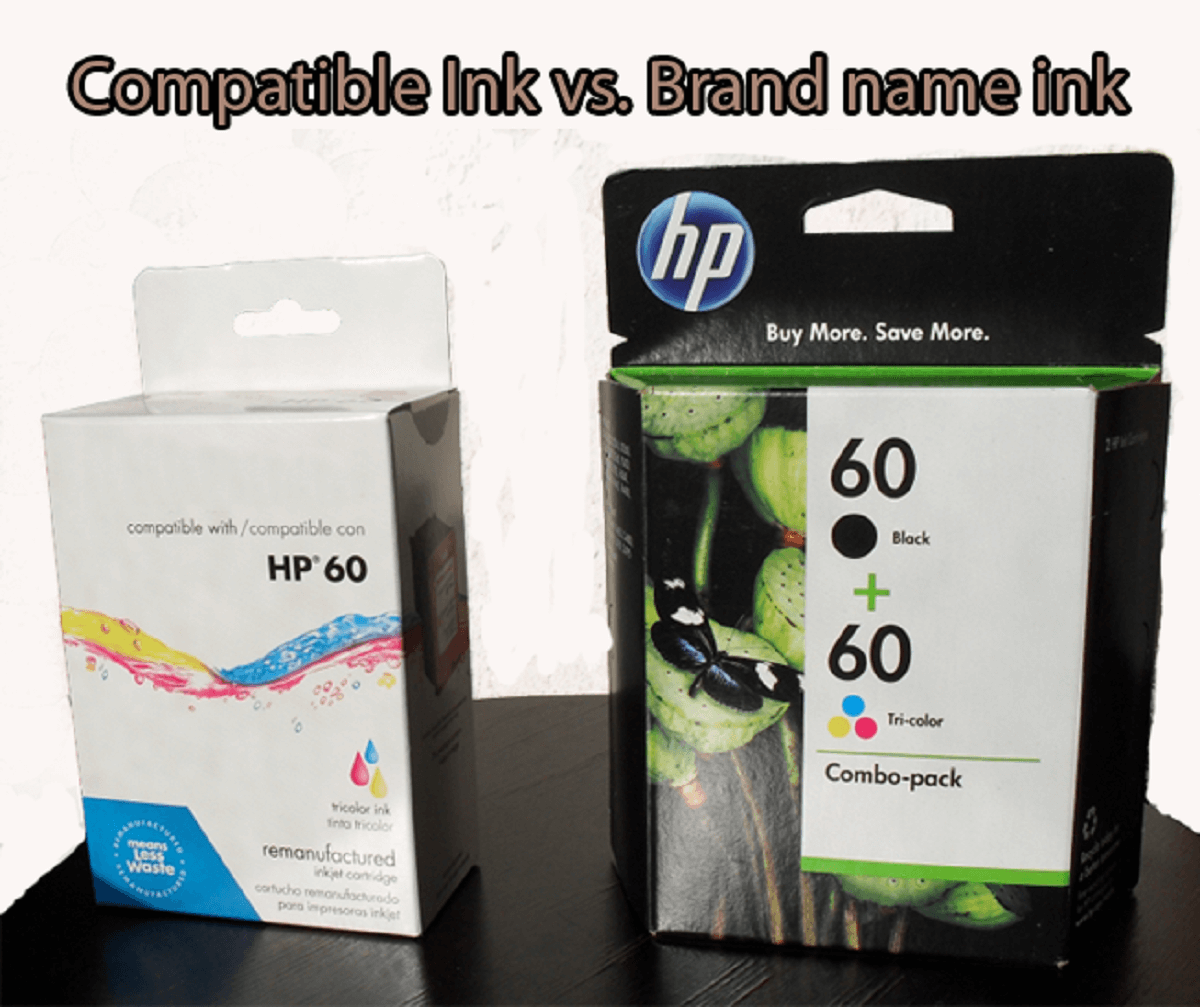 Compatible Ink vs. Brand name ink
hp
Buy More. Save More.
compatible with / compatible con
HP® 60
tricolor ink
tinta tricolor
REMANUFACTURED
means
Less
Waste
REMANUFACTURED
remanufactured
inkjet cartridge
cartucho remanufacturado
para impresoras inkjet
60
Black
+
60
Tri-color
Combo-pack